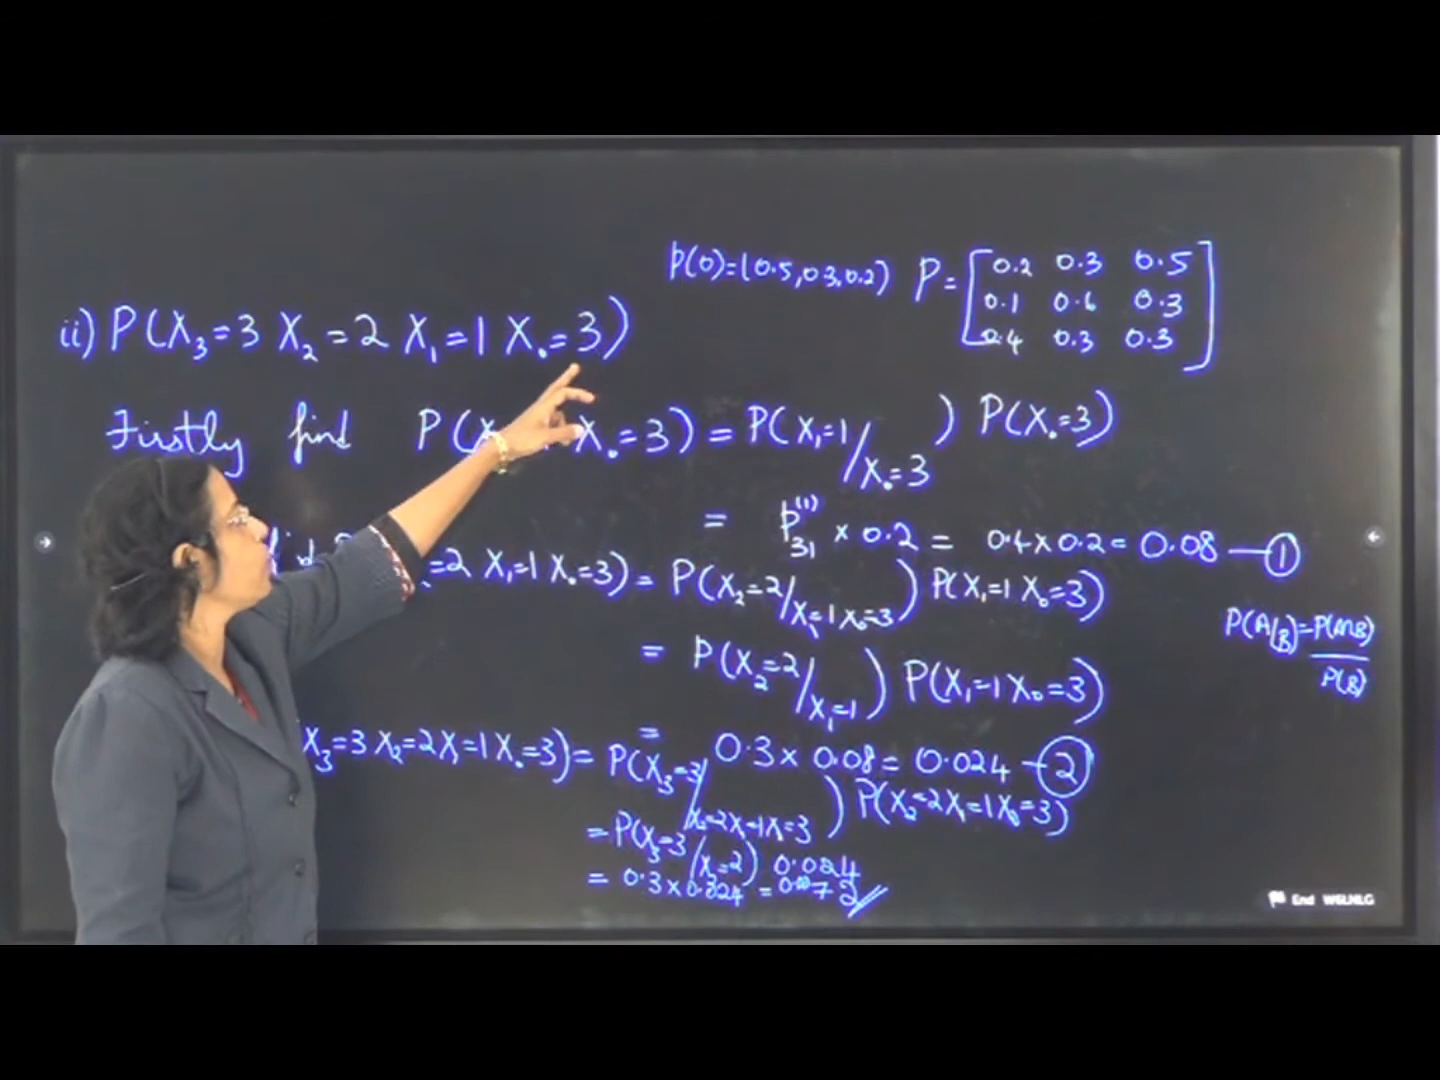 P(0)=(0.5,0.3,0.2) P = [0.2 0.3 0.5
0.1 0.6 0.3
0.4 0.3 0.3]
ii) P(X₃=3 X₂=2 X₁=1 X₀=3)
Firstly find P(X₀=3) = P(X₁=1/X₀=3) P(X₀=3)
= P₃₁⁽¹⁾ × 0.2 = 0.4×0.2 = 0.08 —①
=2 X₁=1 X₀=3) = P(X₂=2/X₁=1 X₀=3) P(X₁=1 X₀=3)
P(A/B)=P(A∩B)/P(B)
= P(X₂=2/X₁=1) P(X₁=1 X₀=3)
= 0.3 × 0.08 = 0.024 —②
X₃=3 X₂=2 X₁=1 X₀=3) = P(X₃=3/X₂=2 X₁=1 X₀=3) P(X₂=2 X₁=1 X₀=3)
= P(X₃=3/X₂=2) 0.024
= 0.3×0.024 = 0.0072
End W6LNLG